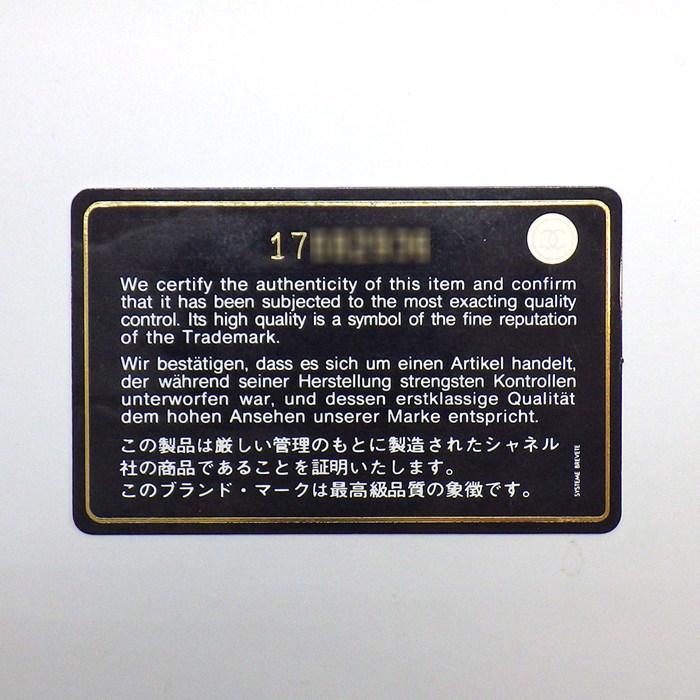 17
We certify the authenticity of this item and confirm
that it has been subjected to the most exacting quality
control. Its high quality is a symbol of the fine reputation
of the Trademark.
Wir bestätigen, dass es sich um einen Artikel handelt,
der während seiner Herstellung strengsten Kontrollen
unterworfen war, und dessen erstklassige Qualität
dem hohen Ansehen unserer Marke entspricht.
この製品は厳しい管理のもとに製造されたシャネル
社の商品であることを証明いたします。
このブランド・マークは最高級品質の象徴です。
SYSTEME BREVETE